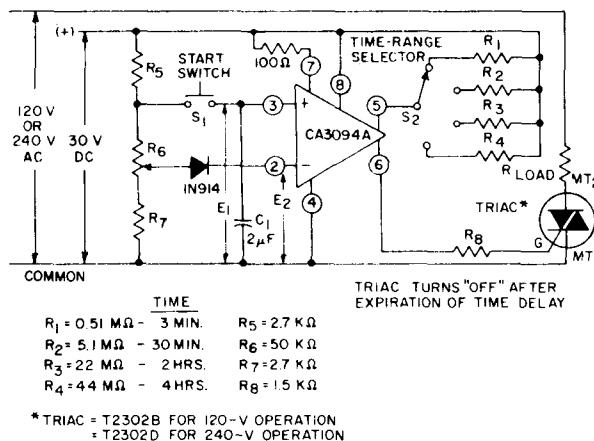 (+)
120 V
OR
240 V
AC
30 V
DC
R5
R6
R7
START
SWITCH
S1
1N914
E1
C1
2μF
E2
100Ω
7
8
3
+
2
−
4
CA3094A
5
6
TIME-RANGE
SELECTOR
S2
R1
R2
R3
R4
RLOAD
MT2
TRIAC*
G
MT
R8
COMMON
TRIAC TURNS "OFF" AFTER
EXPIRATION OF TIME DELAY
TIME
R1 = 0.51 MΩ - 3 MIN. R5 = 2.7 KΩ
R2 = 5.1 MΩ - 30 MIN. R6 = 50 KΩ
R3 = 22 MΩ - 2 HRS. R7 = 2.7 KΩ
R4 = 44 MΩ - 4 HRS. R8 = 1.5 KΩ
* TRIAC = T2302B FOR 120-V OPERATION
= T2302D FOR 240-V OPERATION